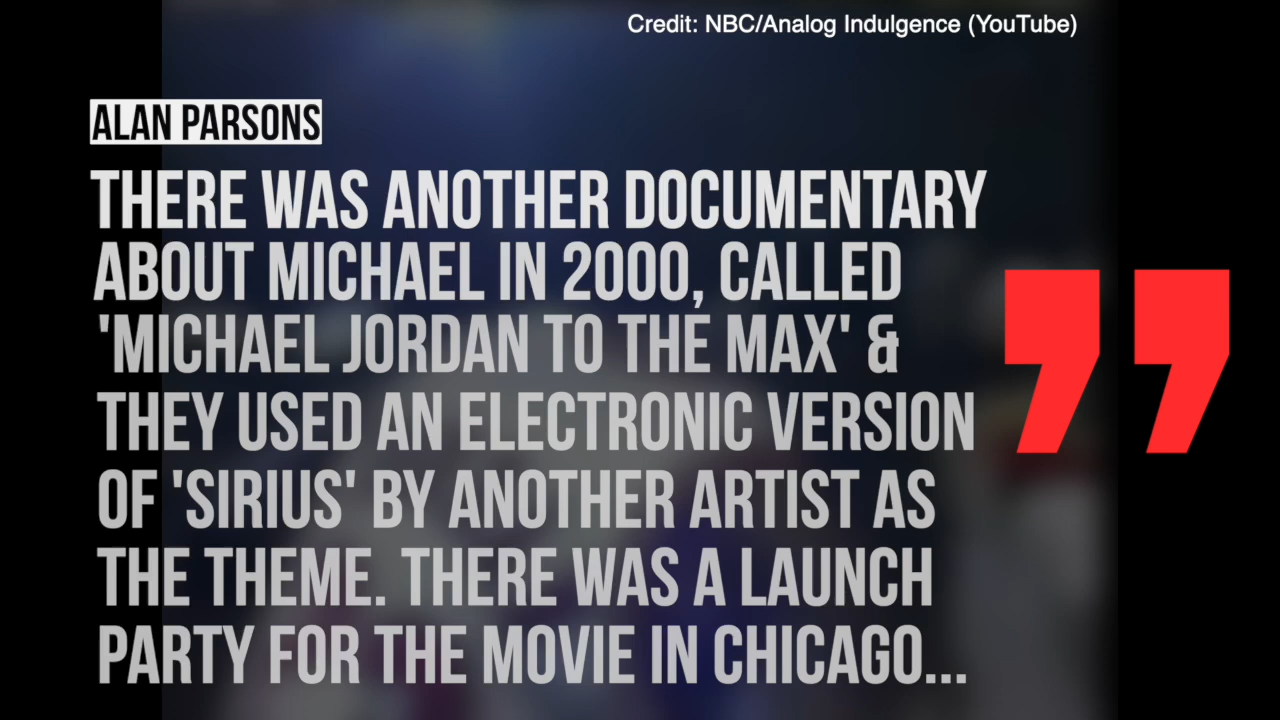 Credit: NBC/Analog Indulgence (YouTube)
ALAN PARSONS
THERE WAS ANOTHER DOCUMENTARY
ABOUT MICHAEL IN 2000, CALLED
'MICHAEL JORDAN TO THE MAX' &
THEY USED AN ELECTRONIC VERSION
OF 'SIRIUS' BY ANOTHER ARTIST AS
THE THEME. THERE WAS A LAUNCH
PARTY FOR THE MOVIE IN CHICAGO...
”